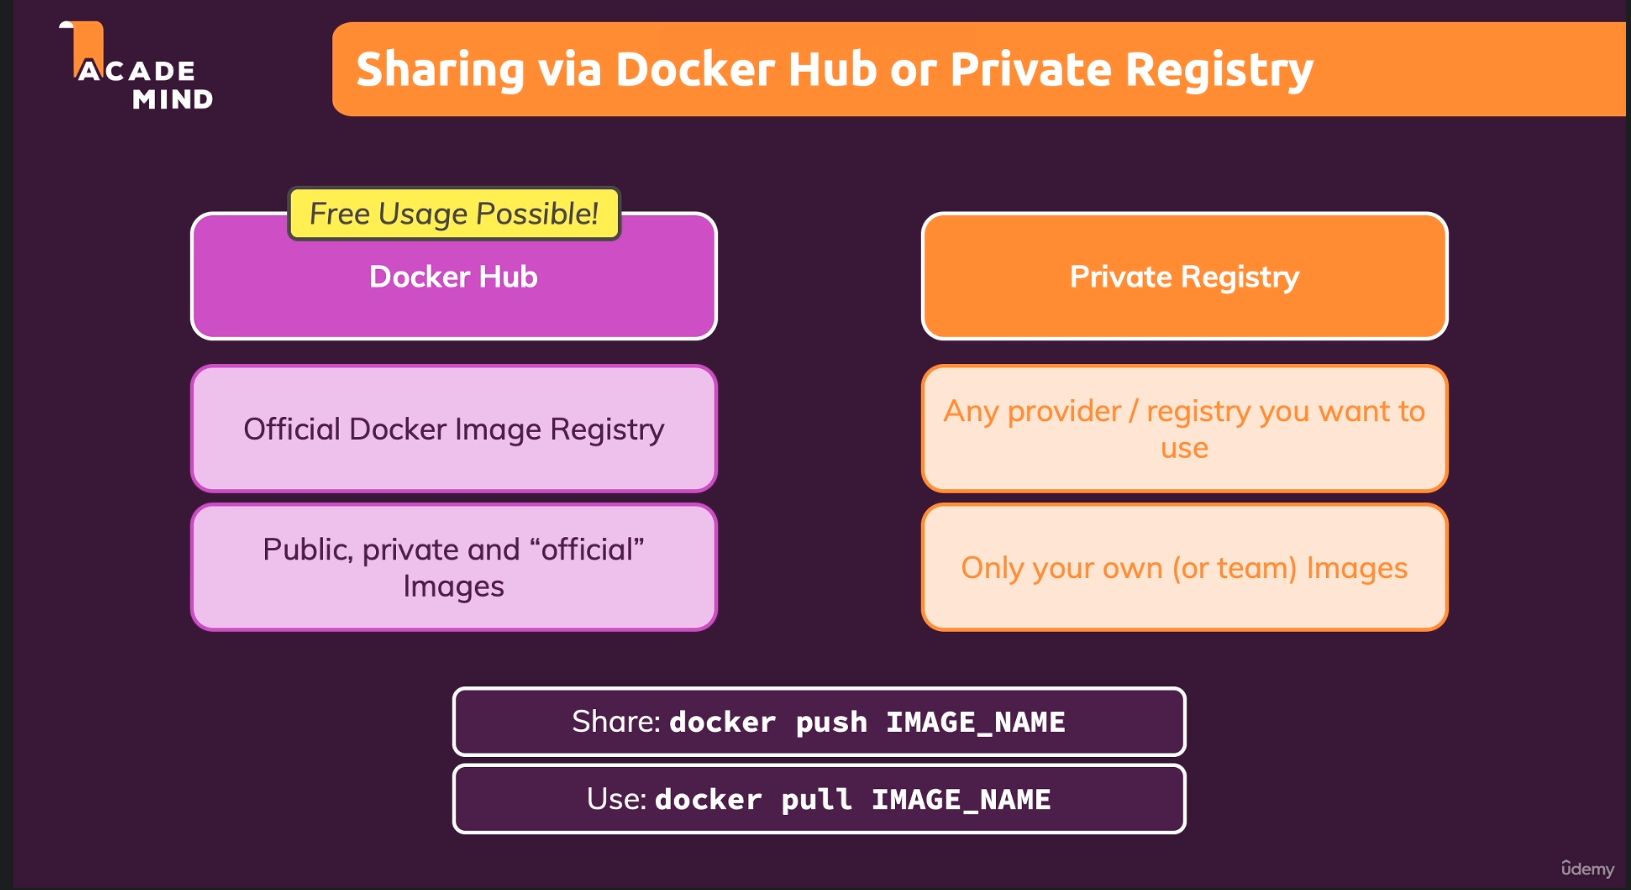 ACADE
MIND
Sharing via Docker Hub or Private Registry
Free Usage Possible!
Docker Hub
Official Docker Image Registry
Public, private and “official”
Images
Private Registry
Any provider / registry you want to
use
Only your own (or team) Images
Share: docker push IMAGE_NAME
Use: docker pull IMAGE_NAME
udemy